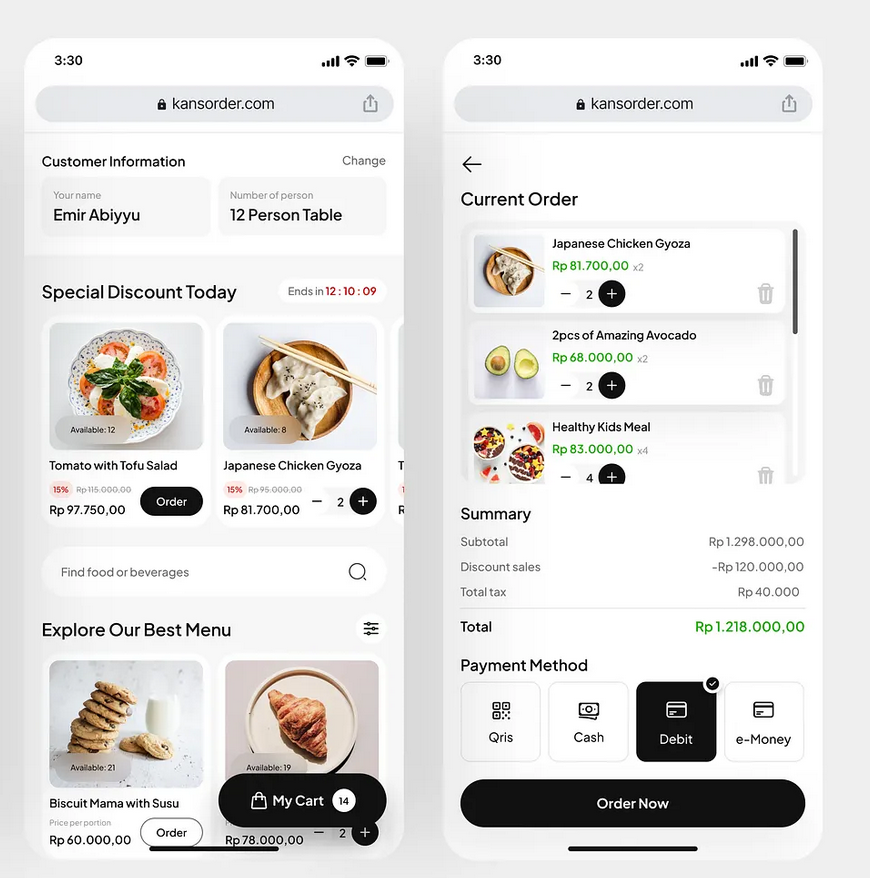 3:30
kansorder.com
Customer Information
Change
Your name
Emir Abiyyu
Number of person
12 Person Table
Special Discount Today
Ends in 12 : 10 : 09
Available: 12
Tomato with Tofu Salad
15% Rp 115.000,00
Rp 97.750,00
Order
Available: 8
Japanese Chicken Gyoza
15% Rp 95.000,00
Rp 81.700,00
2
T
Find food or beverages
Explore Our Best Menu
Available: 21
Biscuit Mama with Susu
Price per portion
Rp 60.000,00
Order
Available: 19
My Cart 14
Rp 78.000,00
2
3:30
kansorder.com
Current Order
Japanese Chicken Gyoza
Rp 81.700,00 x2
2
2pcs of Amazing Avocado
Rp 68.000,00 x2
2
Healthy Kids Meal
Rp 83.000,00 x4
4
Summary
Subtotal Rp 1.298.000,00
Discount sales -Rp 120.000,00
Total tax Rp 40.000
Total Rp 1.218.000,00
Payment Method
Qris
Cash
Debit
e-Money
Order Now